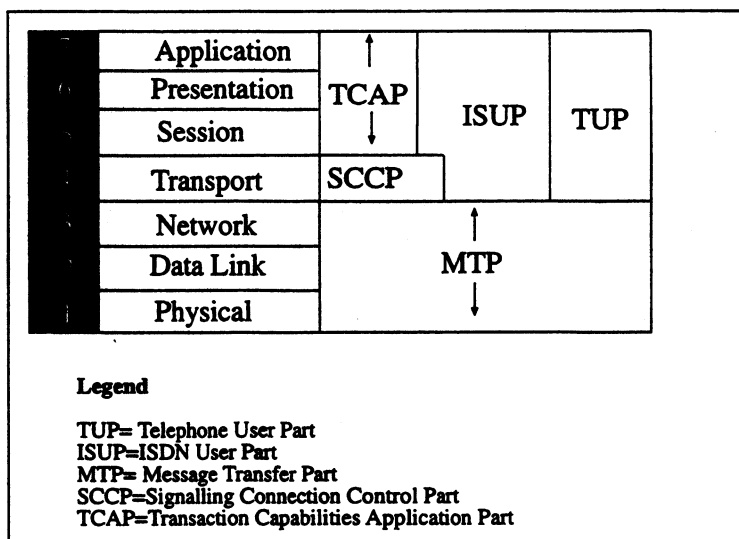 Application
Presentation
Session
Transport
Network
Data Link
Physical
TCAP
SCCP
ISUP
TUP
MTP
Legend
TUP= Telephone User Part
ISUP=ISDN User Part
MTP= Message Transfer Part
SCCP=Signalling Connection Control Part
TCAP=Transaction Capabilities Application Part